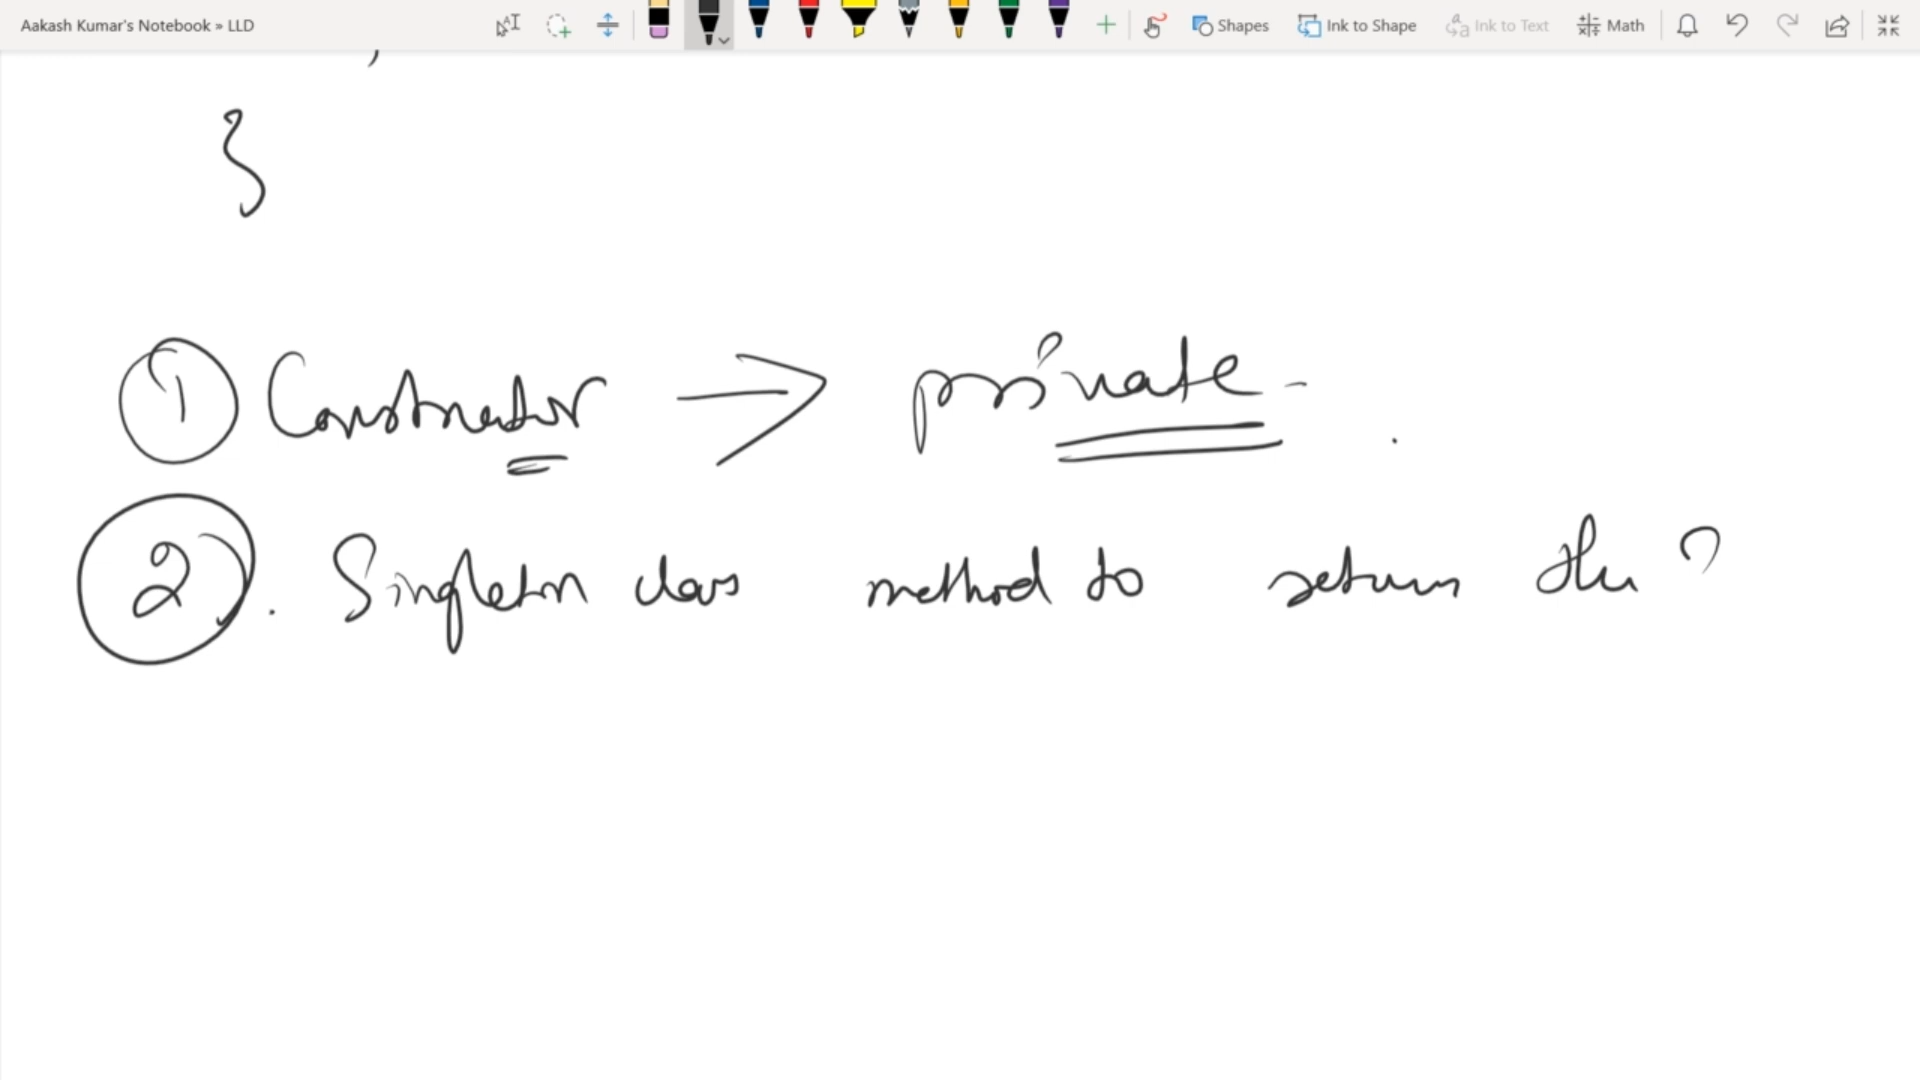 Aakash Kumar's Notebook » LLD
Shapes Ink to Shape Ink to Text Math
}
① Constructor → private -
②. Singleton class method to return the